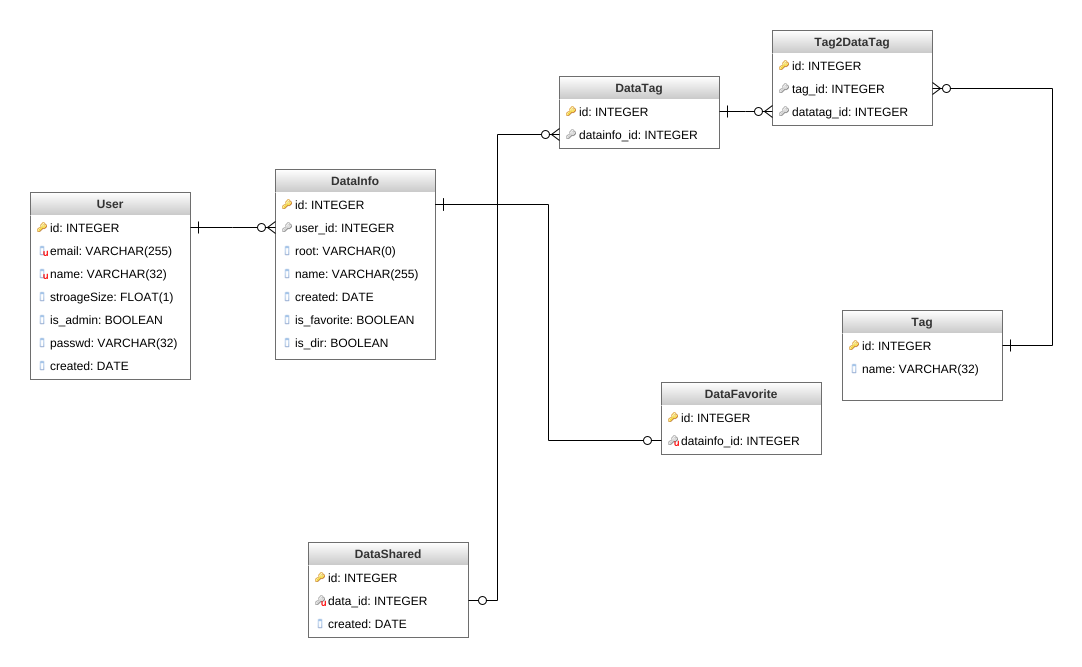 Tag2DataTag
id: INTEGER
tag_id: INTEGER
datatag_id: INTEGER
DataTag
id: INTEGER
datainfo_id: INTEGER
DataInfo
id: INTEGER
user_id: INTEGER
root: VARCHAR(0)
name: VARCHAR(255)
created: DATE
is_favorite: BOOLEAN
is_dir: BOOLEAN
User
id: INTEGER
email: VARCHAR(255)
name: VARCHAR(32)
stroageSize: FLOAT(1)
is_admin: BOOLEAN
passwd: VARCHAR(32)
created: DATE
Tag
id: INTEGER
name: VARCHAR(32)
DataFavorite
id: INTEGER
datainfo_id: INTEGER
DataShared
id: INTEGER
data_id: INTEGER
created: DATE